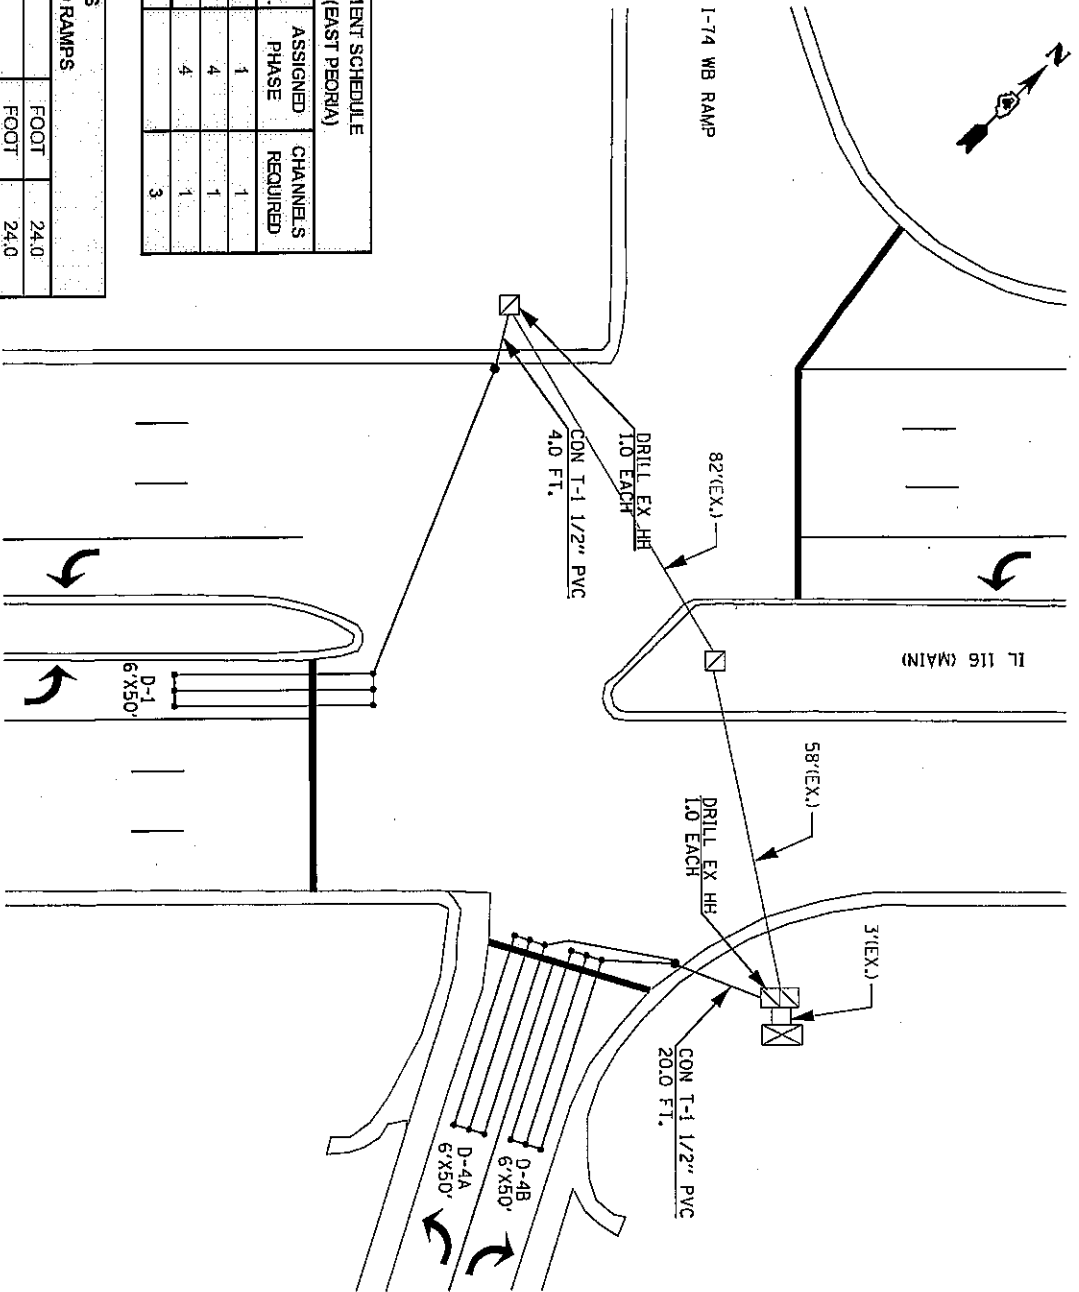 N
I-74 WB RAMP
MENT SCHEDULE
(EAST PEORIA)
ASSIGNED PHASE
CHANNELS REQUIRED
1 1
4 1
4 1
3
S
RAMPS
FOOT 24.0
FOOT 24.0
DRILL EX HH
1.0 EACH
CON T-1 1/2" PVC
4.0 FT.
82'(EX.)
IL 116 (MAIN)
58'(EX.)
DRILL EX HH
1.0 EACH
3'(EX.)
CON T-1 1/2" PVC
20.0 FT.
D-1
6'X50'
D-4A
6'X50'
D-4B
6'X50'